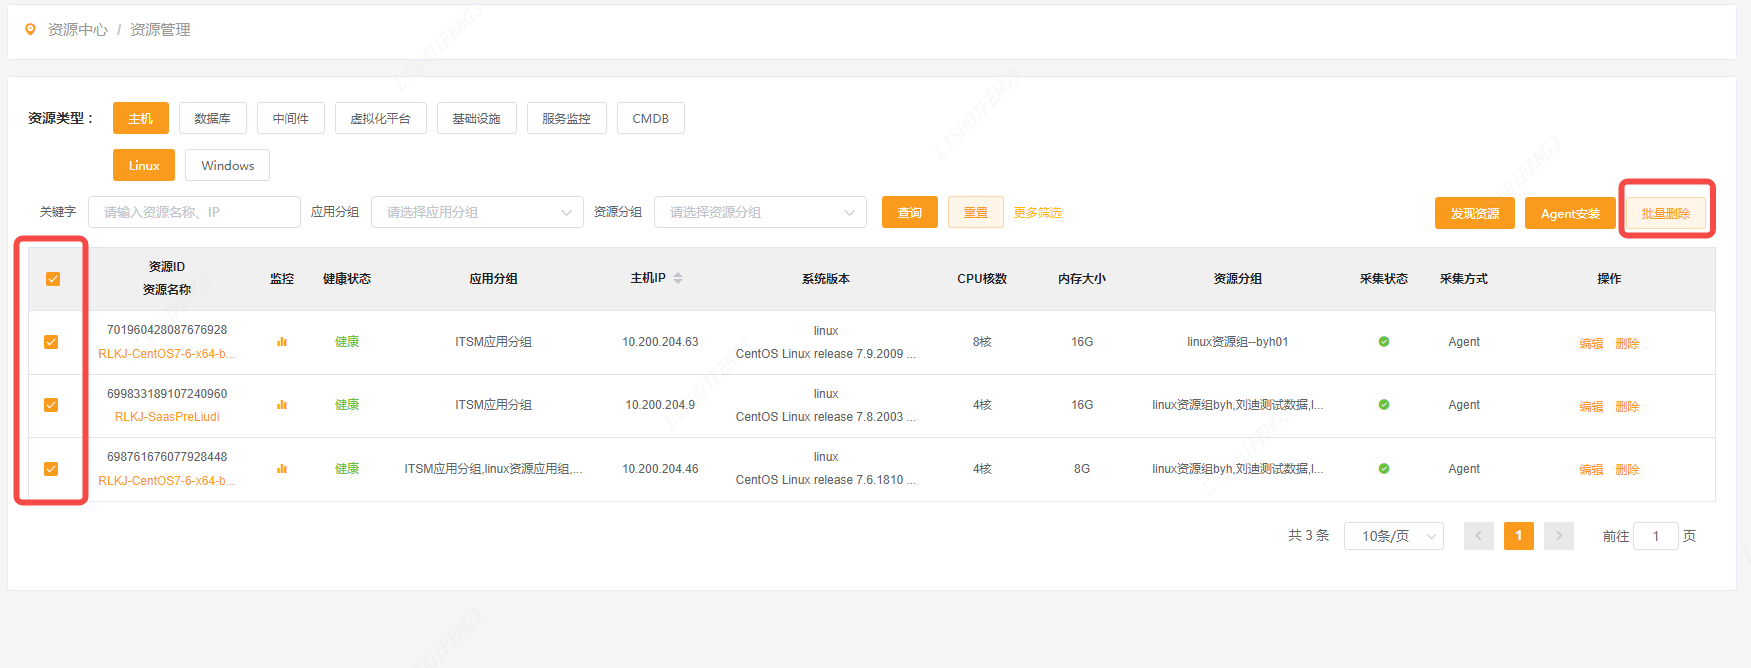 资源中心 / 资源管理
资源类型： 主机 数据库 中间件 虚拟化平台 基础设施 服务监控 CMDB
Linux Windows
关键字 请输入资源名称、IP 应用分组 请选择应用分组 资源分组 请选择资源分组 查询 重置 更多筛选 发现资源 Agent安装 批量删除
资源ID 资源名称 监控 健康状态 应用分组 主机IP 系统版本 CPU核数 内存大小 资源分组 采集状态 采集方式 操作
701960428087676928 linux
RLKJ-CentOS7-6-x64-b... 健康 ITSM应用分组 10.200.204.63 CentOS Linux release 7.9.2009 ... 8核 16G linux资源组--byh01 Agent 编辑 删除
699833189107240960 linux
RLKJ-SaasPreLiudi 健康 ITSM应用分组 10.200.204.9 CentOS Linux release 7.8.2003 ... 4核 16G linux资源组byh,刘迪测试数据,l... Agent 编辑 删除
698761676077928448 linux
RLKJ-CentOS7-6-x64-b... 健康 ITSM应用分组,linux资源应用组,... 10.200.204.46 CentOS Linux release 7.6.1810 ... 4核 8G linux资源组byh,刘迪测试数据,l... Agent 编辑 删除
共 3 条 10条/页 1 前往 1 页
LISHUIFENG3
LISHUIFENG3
LISHUIFENG3